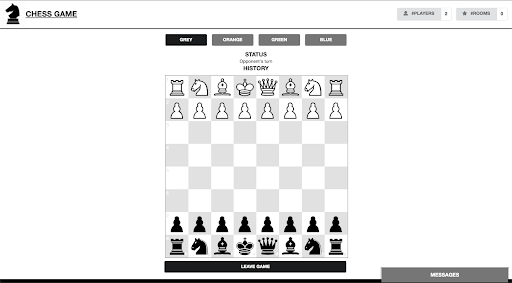 CHESS GAME
#PLAYERS 0
#ROOMS 0
GREY ORANGE GREEN BLUE
STATUS
Opponent's turn
HISTORY
LEAVE GAME
MESSAGES